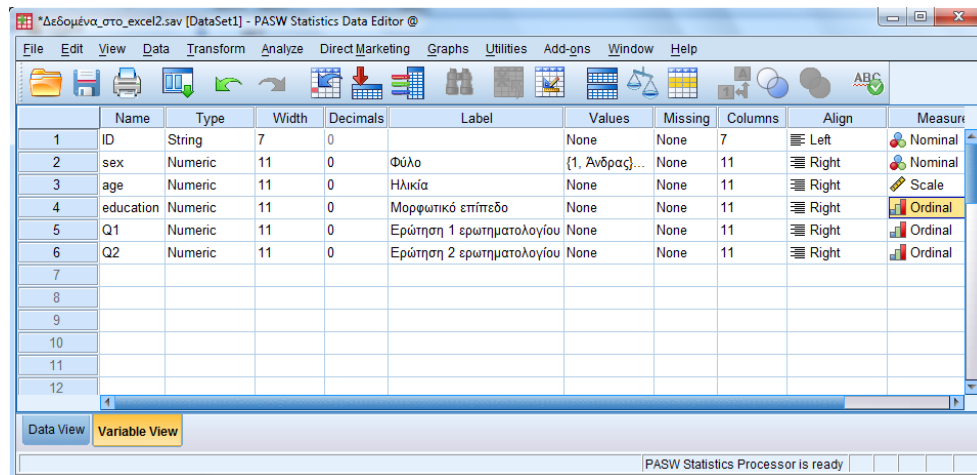 *Δεδομένα_στο_excel2.sav [DataSet1] - PASW Statistics Data Editor @
File Edit View Data Transform Analyze Direct Marketing Graphs Utilities Add-ons Window Help
Name Type Width Decimals Label Values Missing Columns Align Measure
1 ID String 7 0 None None 7 Left Nominal
2 sex Numeric 11 0 Φύλο {1, Άνδρας}... None 11 Right Nominal
3 age Numeric 11 0 Ηλικία None None 11 Right Scale
4 education Numeric 11 0 Μορφωτικό επίπεδο None None 11 Right Ordinal
5 Q1 Numeric 11 0 Ερώτηση 1 ερωτηματολογίου None None 11 Right Ordinal
6 Q2 Numeric 11 0 Ερώτηση 2 ερωτηματολογίου None None 11 Right Ordinal
7
8
9
10
11
12
Data View Variable View
PASW Statistics Processor is ready